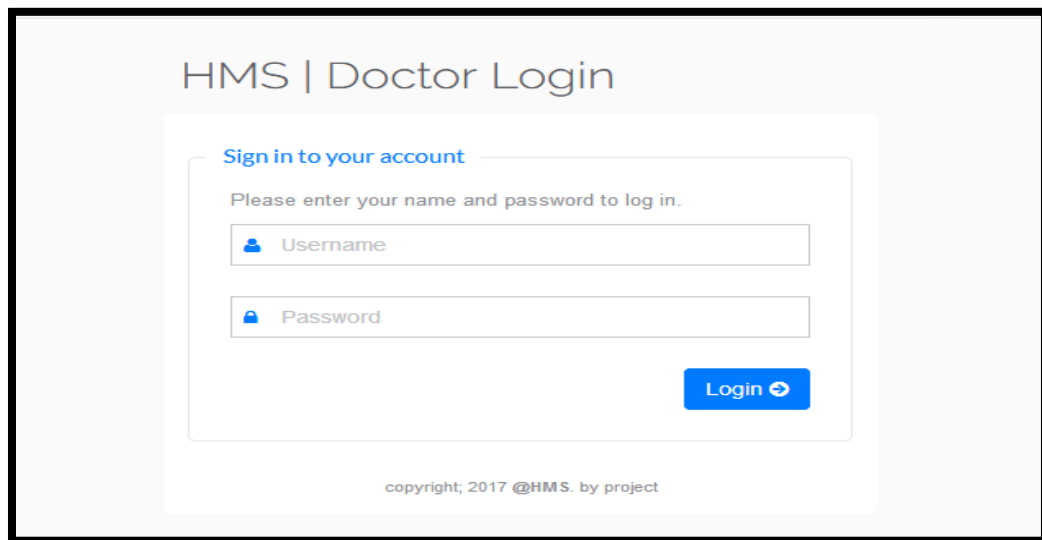 HMS | Doctor Login
Sign in to your account
Please enter your name and password to log in.
Username
Password
Login
copyright; 2017 @HMS. by project